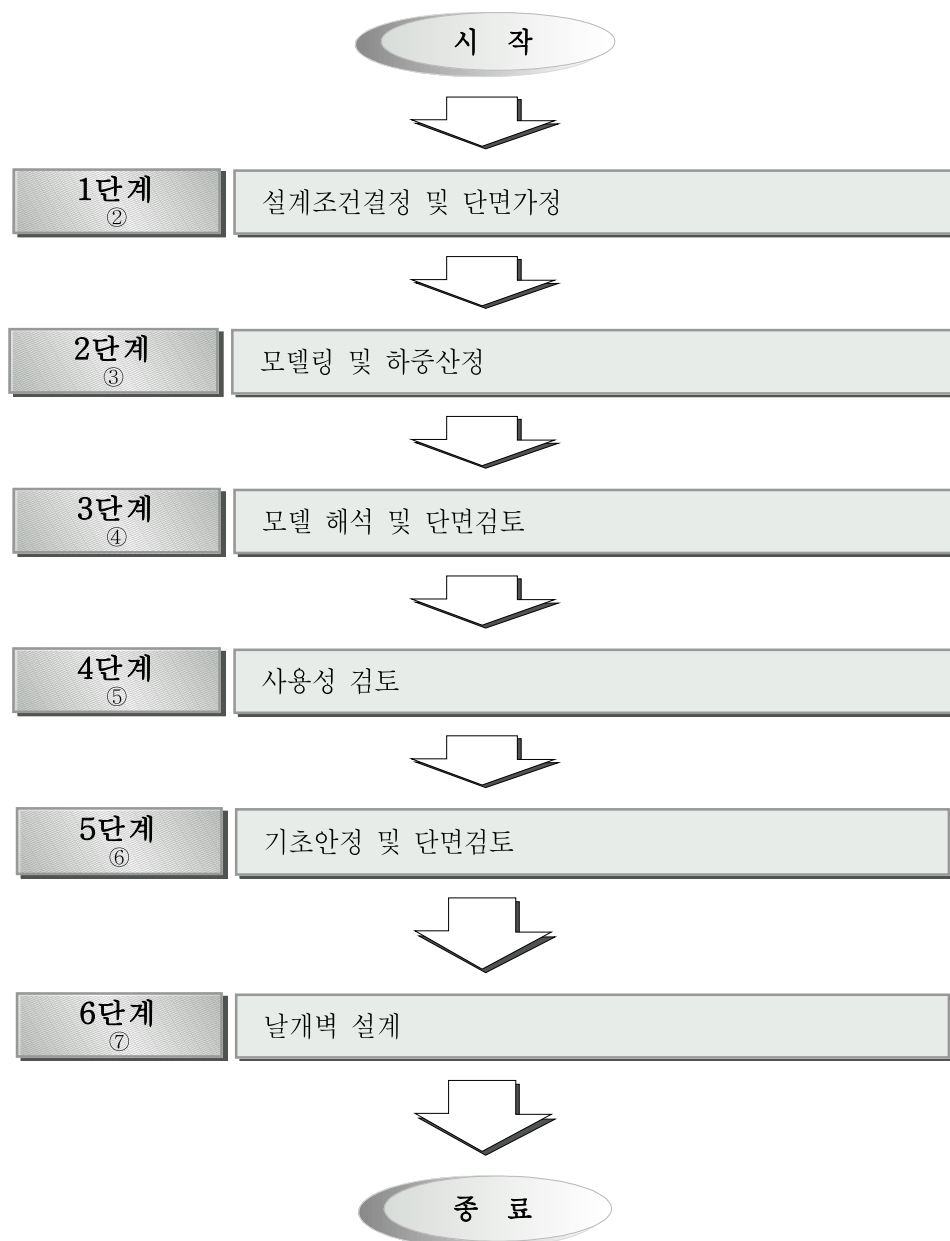 시 작
1단계
②
설계조건결정 및 단면가정
2단계
③
모델링 및 하중산정
3단계
④
모델 해석 및 단면검토
4단계
⑤
사용성 검토
5단계
⑥
기초안정 및 단면검토
6단계
⑦
날개벽 설계
종 료